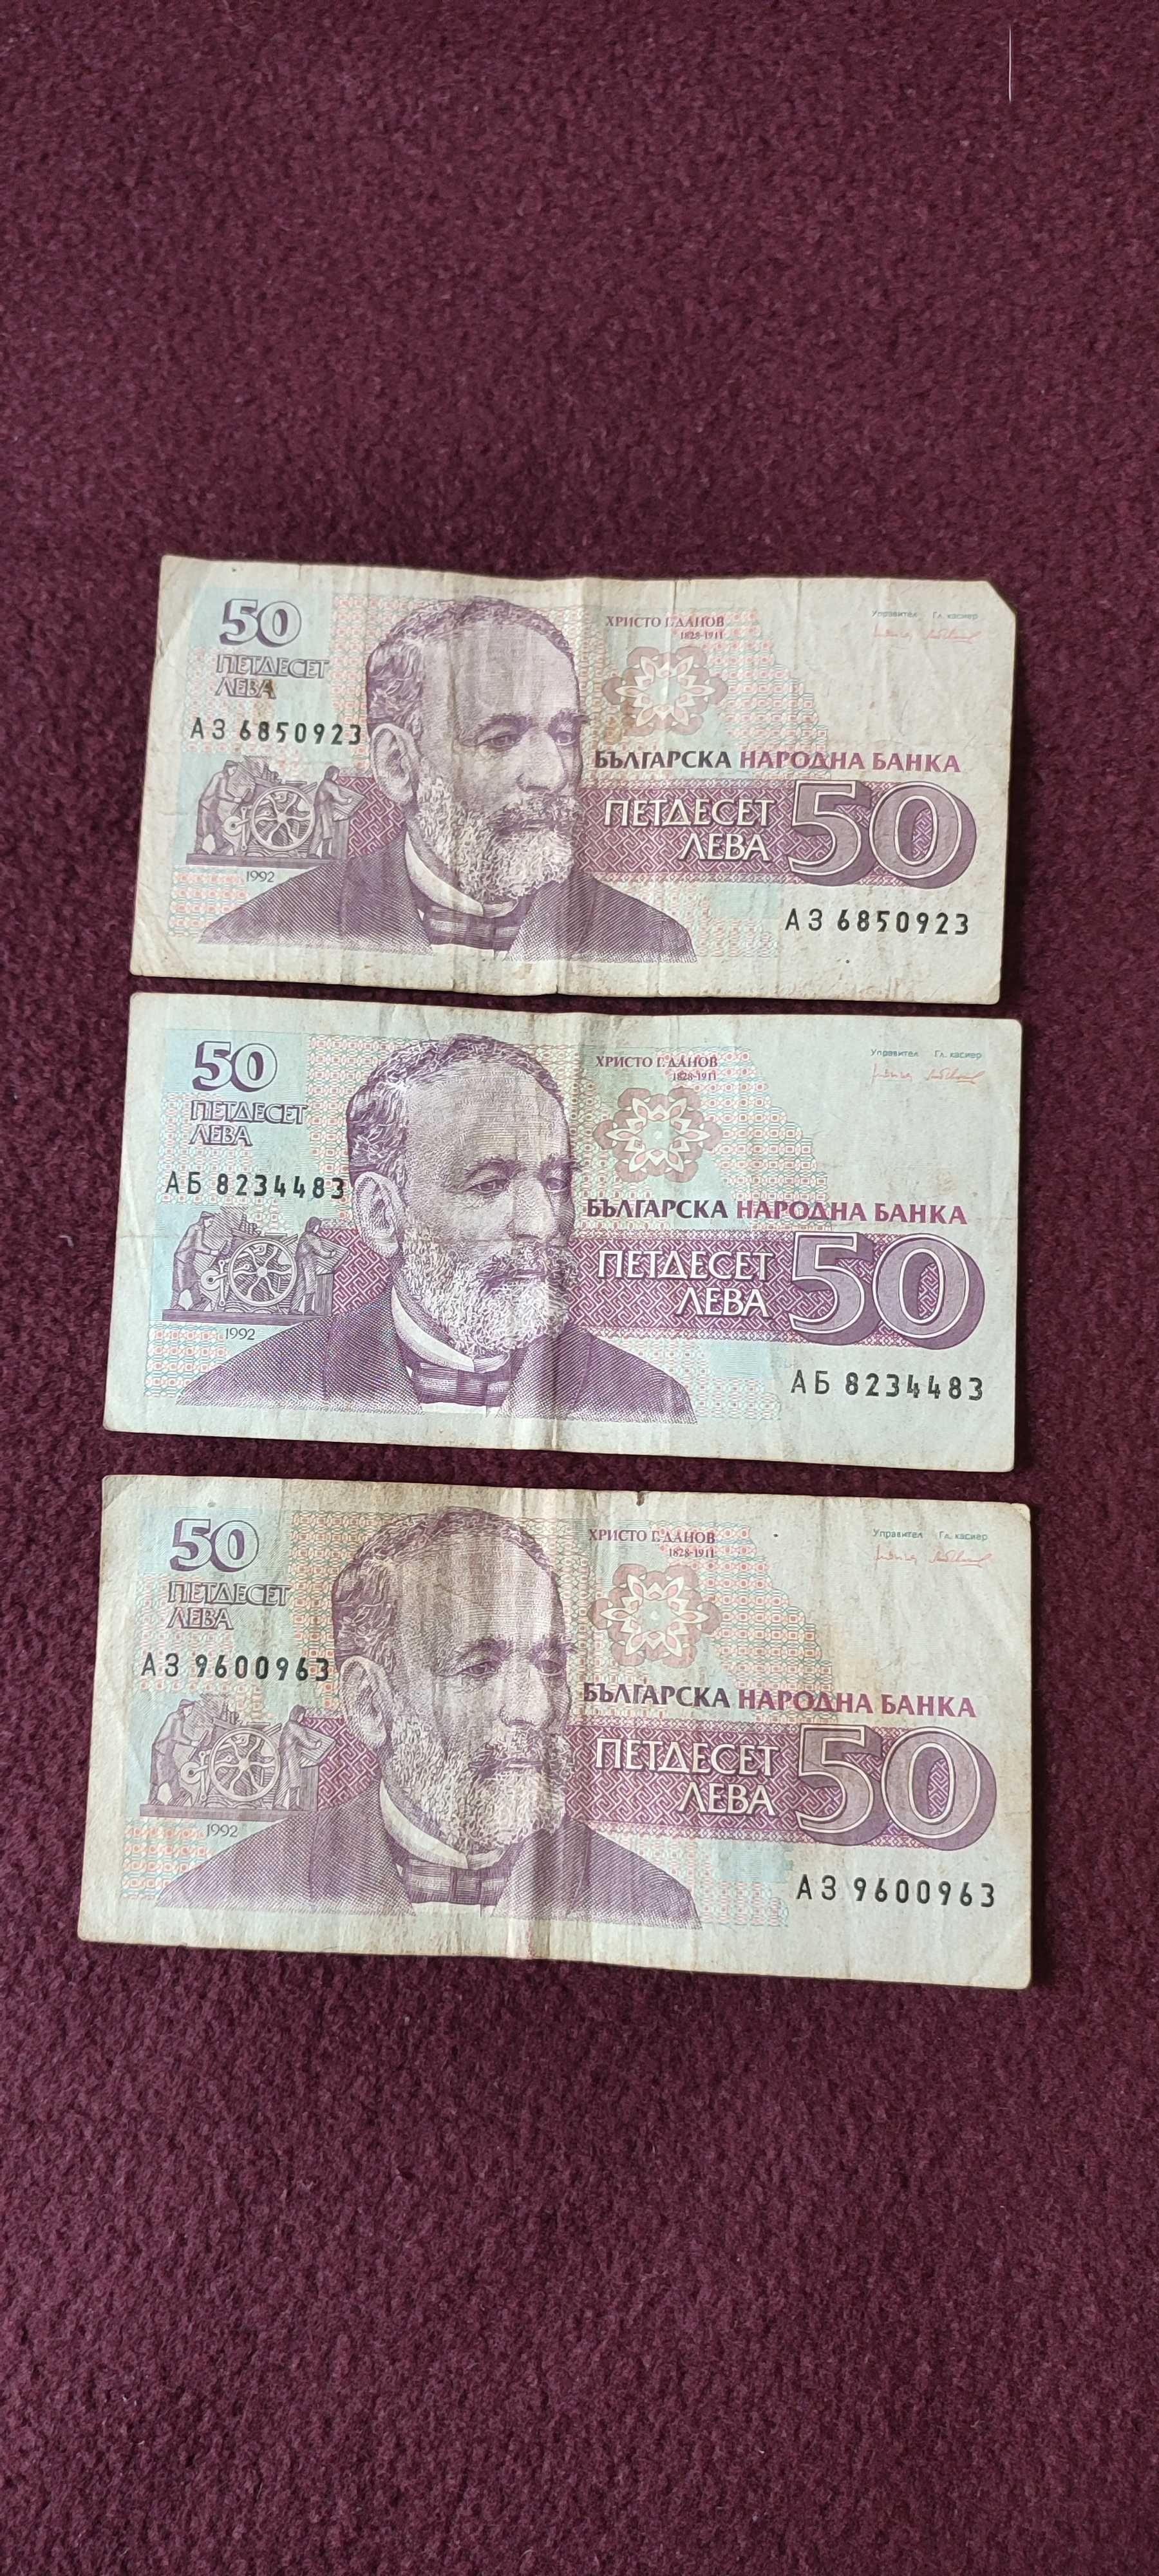 50
ПЕТДЕСЕТ
ЛЕВА
АЗ 6850923
1992
ХРИСТО Г. ДАНОВ
1828-1911
Управител Гл. касиер
БЪЛГАРСКА НАРОДНА БАНКА
ПЕТДЕСЕТ
ЛЕВА
50
АЗ 6850923
50
ПЕТДЕСЕТ
ЛЕВА
АБ 8234483
1992
ХРИСТО Г. ДАНОВ
1828-1911
Управител Гл. касиер
БЪЛГАРСКА НАРОДНА БАНКА
ПЕТДЕСЕТ
ЛЕВА
50
АБ 8234483
50
ПЕТДЕСЕТ
ЛЕВА
АЗ 9600963
1992
ХРИСТО Г. ДАНОВ
1828-1911
Управител Гл. касиер
БЪЛГАРСКА НАРОДНА БАНКА
ПЕТДЕСЕТ
ЛЕВА
50
АЗ 9600963